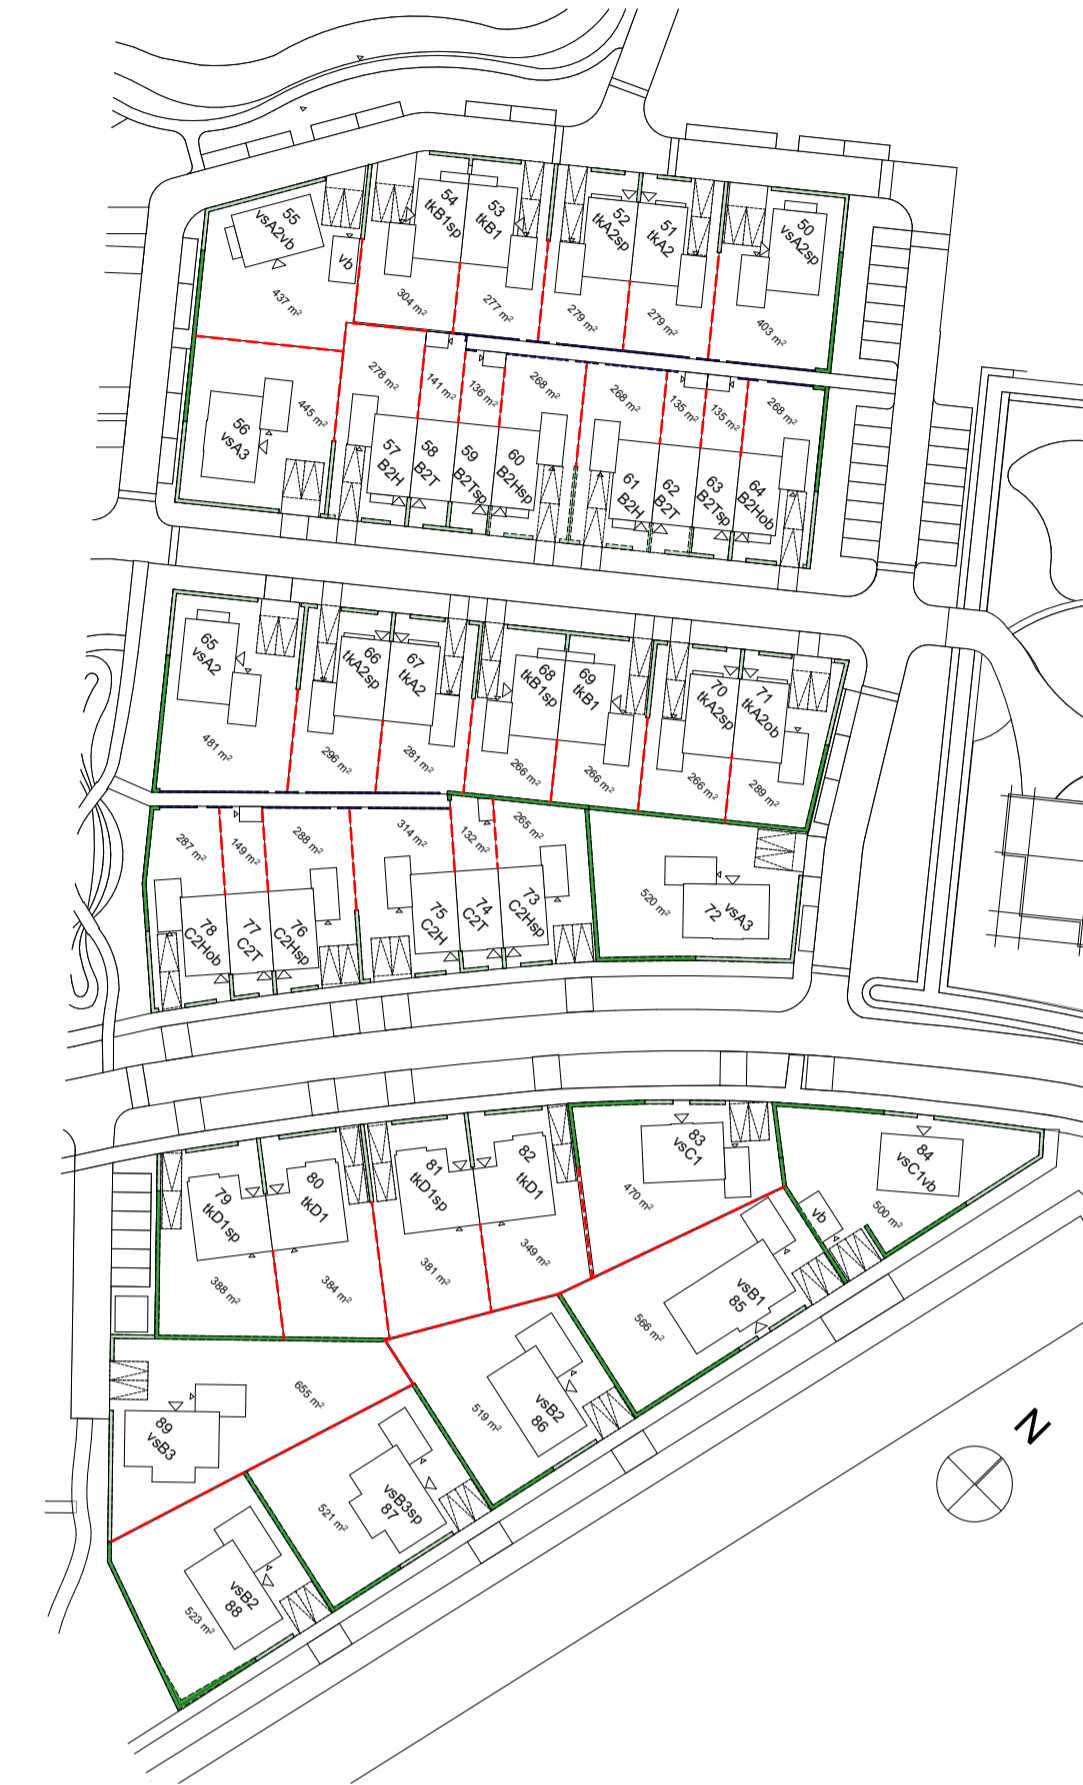 54
tkB1sp
53
tkB1
52
tkA2sp
51
tkA2
50
vsA2sp
55
vsA2vb
vb
437 m²
304 m²
277 m²
279 m²
279 m²
403 m²
278 m²
141 m²
136 m²
268 m²
268 m²
135 m²
135 m²
268 m²
445 m²
56
vsA3
57
B2H
58
B2T
59
B2Tsp
60
B2Hsp
61
B2H
62
B2T
63
B2Tsp
64
B2Hob
65
vsA2
66
tkA2sp
67
tkA2
68
tkB1sp
69
tkB1
70
tkA2sp
71
tkA2ob
481 m²
296 m²
281 m²
266 m²
266 m²
266 m²
289 m²
287 m²
149 m²
288 m²
314 m²
132 m²
265 m²
520 m²
72
vsA3
78
C2Hob
77
C2T
76
C2Hsp
75
C2H
74
C2T
73
C2Hsp
79
tkD1sp
80
tkD1
81
tkD1sp
82
tkD1
83
vsC1
84
vsC1vb
vb
388 m²
384 m²
381 m²
349 m²
470 m²
500 m²
vsB1
85
566 m²
vsB2
86
519 m²
655 m²
89
vsB3
vsB3sp
87
521 m²
vsB2
88
523 m²
N